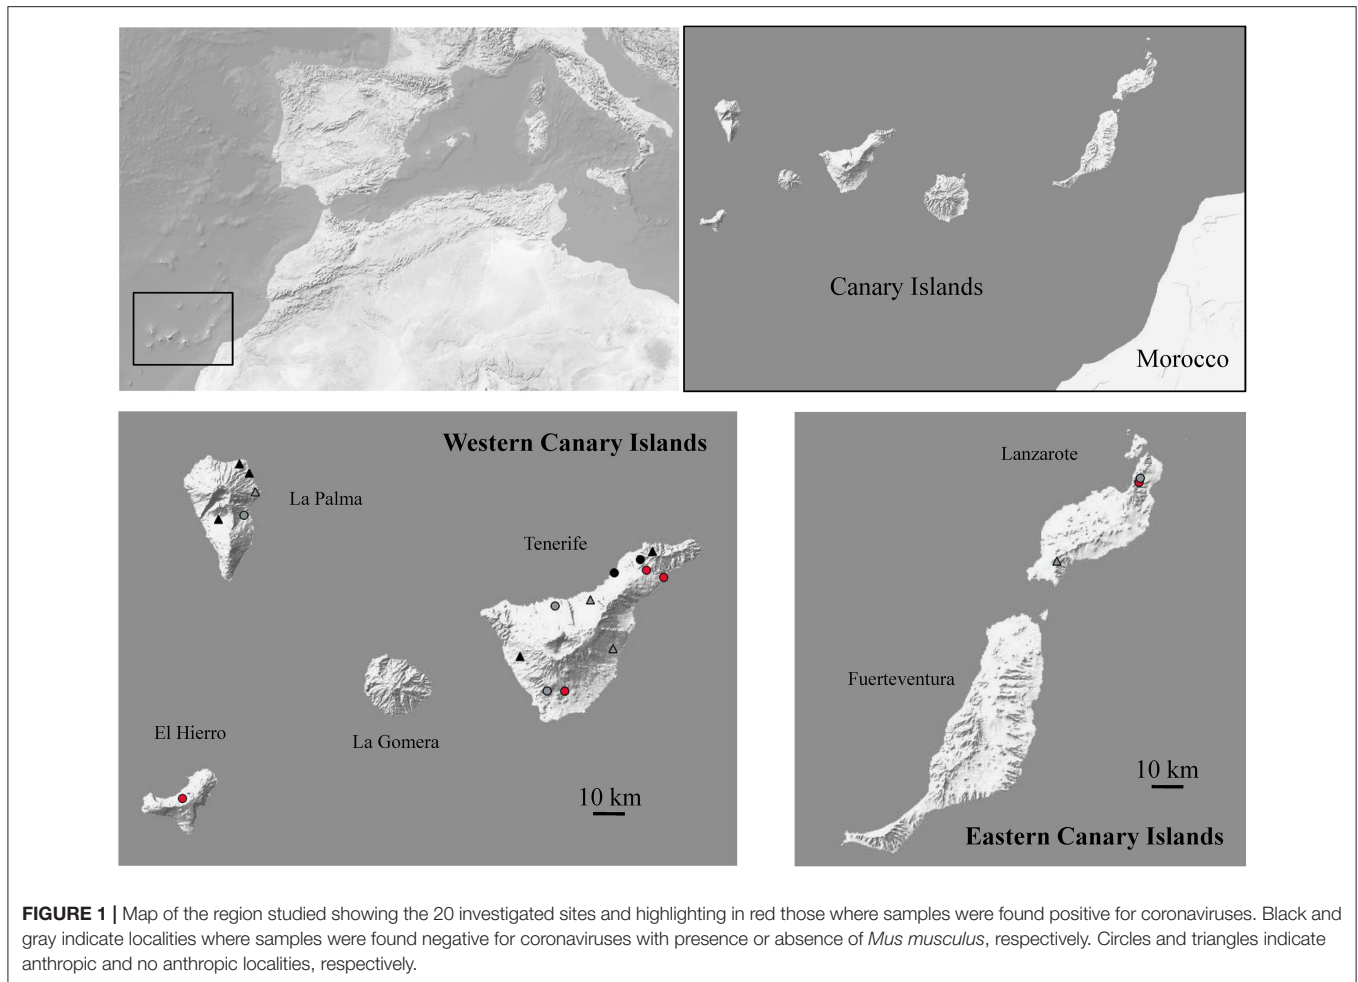 Canary Islands
Morocco
Western Canary Islands
La Palma
Tenerife
El Hierro
La Gomera
10 km
Lanzarote
Fuerteventura
10 km
Eastern Canary Islands
FIGURE 1 | Map of the region studied showing the 20 investigated sites and highlighting in red those where samples were found positive for coronaviruses. Black and
gray indicate localities where samples were found negative for coronaviruses with presence or absence of Mus musculus, respectively. Circles and triangles indicate
anthropic and no anthropic localities, respectively.